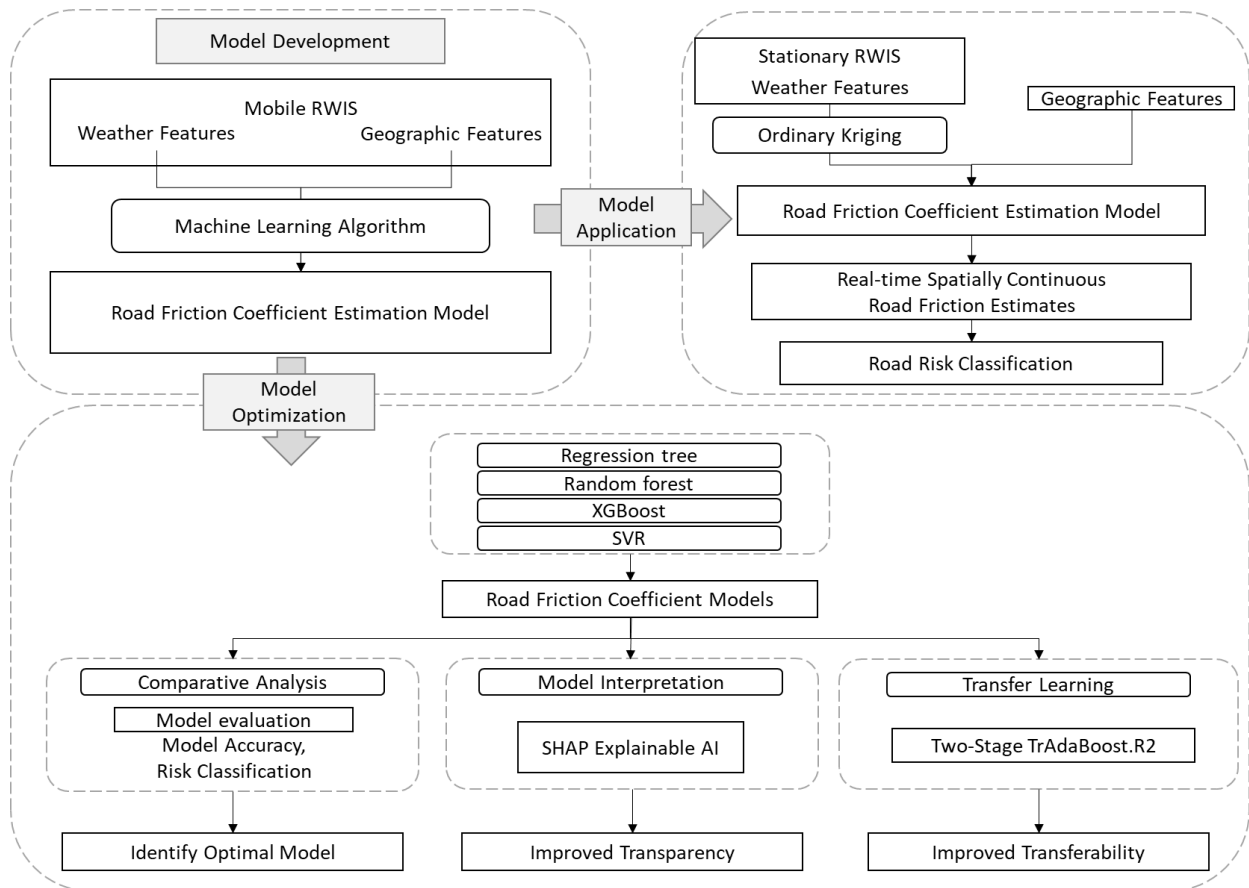 Model Development
Mobile RWIS
Weather Features
Geographic Features
Machine Learning Algorithm
Road Friction Coefficient Estimation Model
Model
Application
Stationary RWIS
Weather Features
Geographic Features
Ordinary Kriging
Road Friction Coefficient Estimation Model
Real-time Spatially Continuous
Road Friction Estimates
Road Risk Classification
Model
Optimization
Regression tree
Random forest
XGBoost
SVR
Road Friction Coefficient Models
Comparative Analysis
Model evaluation
Model Accuracy,
Risk Classification
Identify Optimal Model
Model Interpretation
SHAP Explainable AI
Improved Transparency
Transfer Learning
Two-Stage TrAdaBoost.R2
Improved Transferability